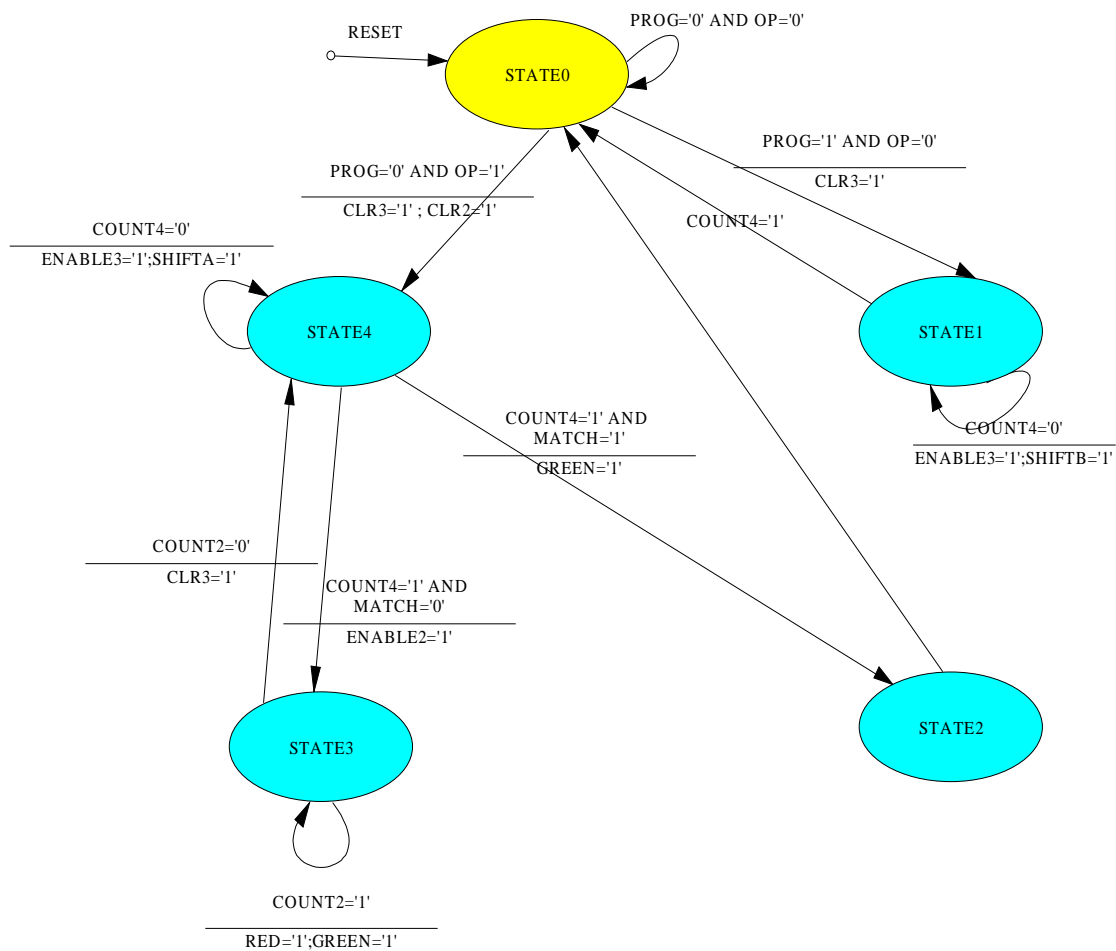 PROG='0' AND OP='0'
RESET
STATE0
PROG='1' AND OP='0'
CLR3='1'
PROG='0' AND OP='1'
CLR3='1' ; CLR2='1'
COUNT4='1'
COUNT4='0'
ENABLE3='1';SHIFTA='1'
STATE4
STATE1
COUNT4='1' AND
MATCH='1'
GREEN='1'
COUNT4='0'
ENABLE3='1';SHIFTB='1'
COUNT2='0'
CLR3='1'
COUNT4='1' AND
MATCH='0'
ENABLE2='1'
STATE3
STATE2
COUNT2='1'
RED='1';GREEN='1'